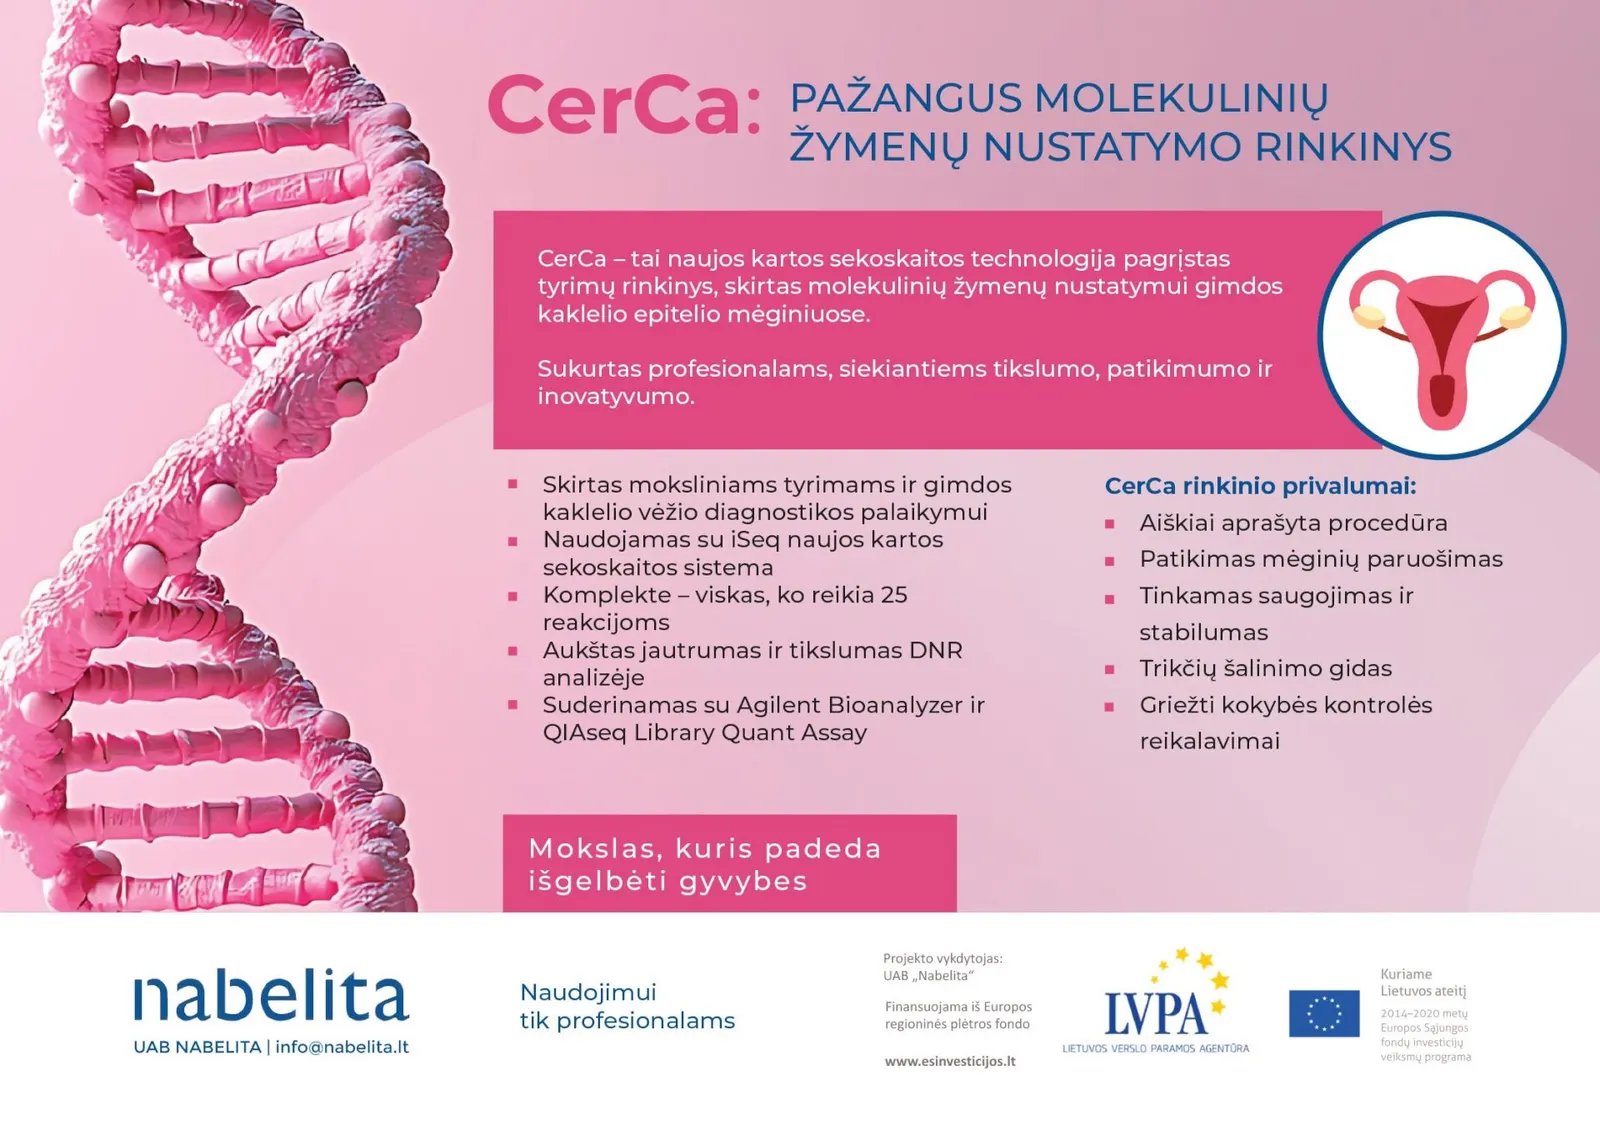 CerCa:
PAŽANGUS MOLEKULINIŲ
ŽYMENŲ NUSTATYMO RINKINYS
CerCa – tai naujos kartos sekoskaitos technologija pagrįstas
tyrimų rinkinys, skirtas molekulinių žymenų nustatymui gimdos
kaklelio epitelio mėginiuose.
Sukurtas profesionalams, siekiantiems tikslumo, patikimumo ir
inovatyvumo.
Skirtas moksliniams tyrimams ir gimdos
kaklelio vėžio diagnostikos palaikymui
Naudojamas su iSeq naujos kartos
sekoskaitos sistema
Komplekte – viskas, ko reikia 25
reakcijoms
Aukštas jautrumas ir tikslumas DNR
analizėje
Suderinamas su Agilent Bioanalyzer ir
QIAseq Library Quant Assay
CerCa rinkinio privalumai:
Aiškiai aprašyta procedūra
Patikimas mėginių paruošimas
Tinkamas saugojimas ir
stabilumas
Trikčių šalinimo gidas
Griežti kokybės kontrolės
reikalavimai
Mokslas, kuris padeda
išgelbėti gyvybes
nabelita
UAB NABELITA | info@nabelita.lt
Naudojimui
tik profesionalams
Projekto vykdytojas:
UAB „Nabelita“
Finansuojama iš Europos
regioninės plėtros fondo
www.esinvesticijos.lt
LVPA
LIETUVOS VERSLO PARAMOS AGENTŪRA
Kuriame
Lietuvos ateitį
2014–2020 metų
Europos Sąjungos
fondų investicijų
veiksmų programa